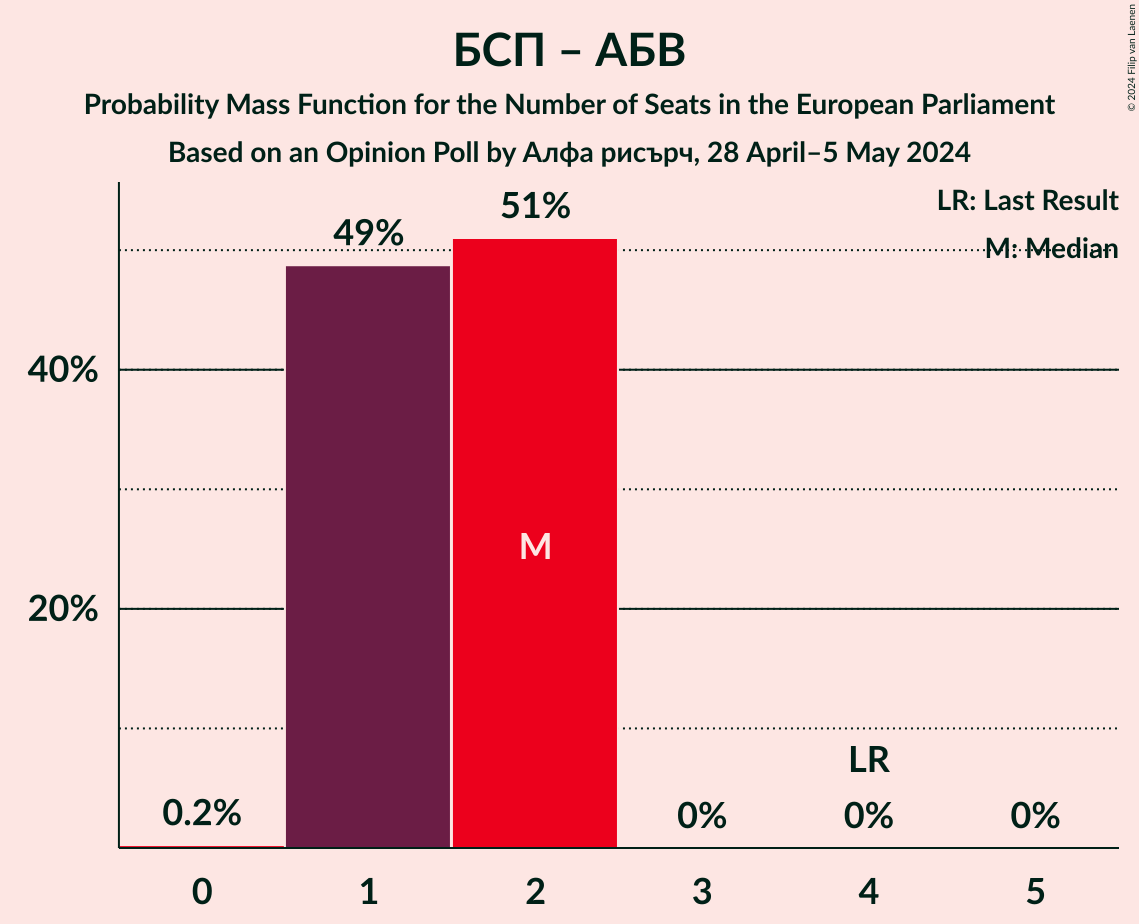 БСП – АБВ
Probability Mass Function for the Number of Seats in the European Parliament
Based on an Opinion Poll by Алфа рисърч, 28 April–5 May 2024
© 2024 Filip van Laenen
LR: Last Result
M: Median
51%
49%
40%
M
20%
LR
0.2%
0%
0%
0%
0
1
2
3
4
5